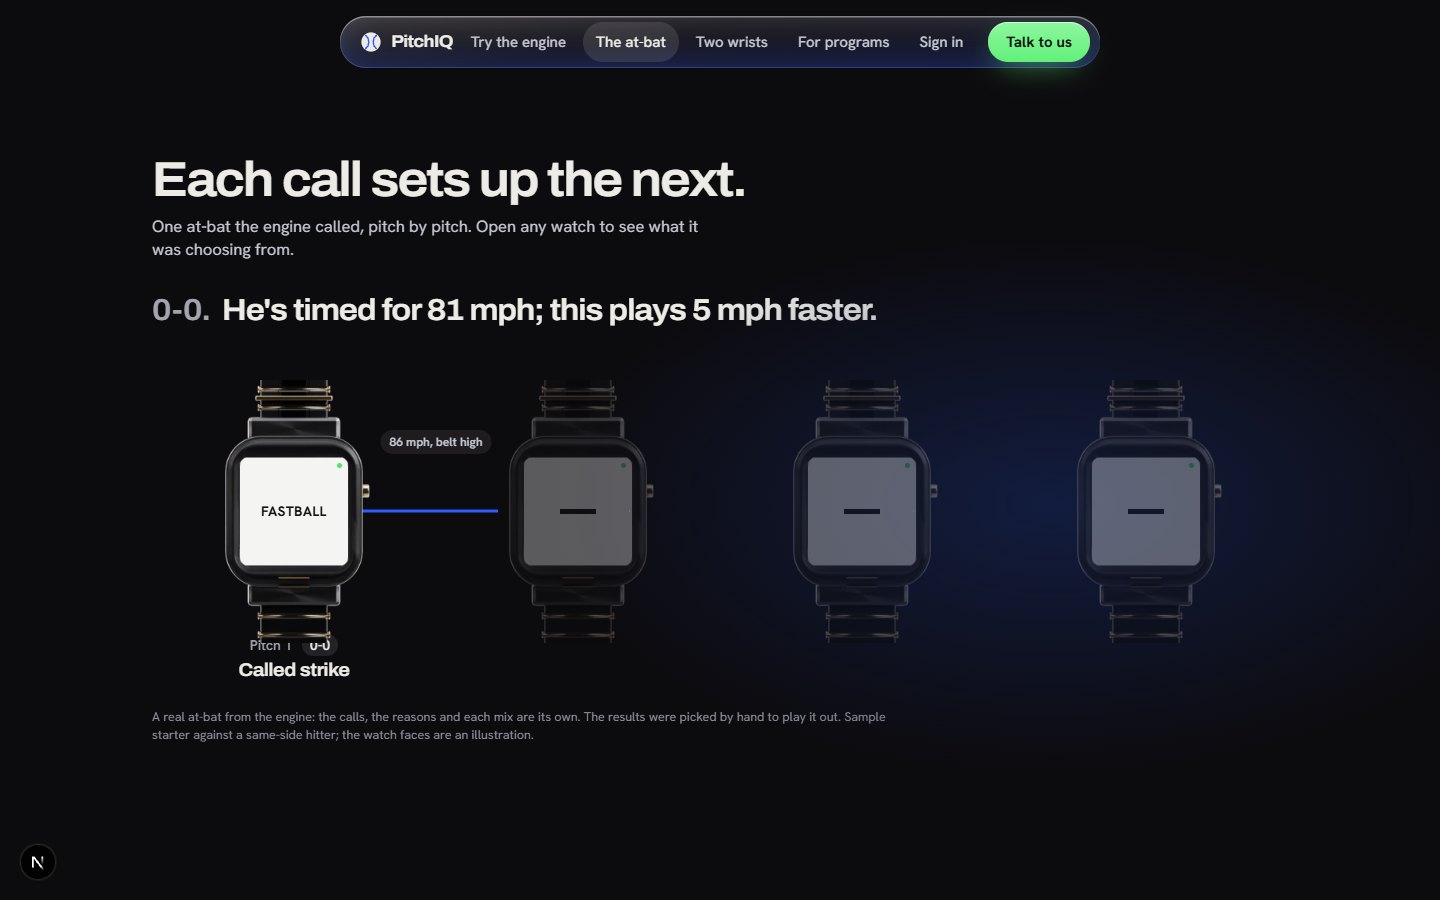 PitchIQ Try the engine The at-bat Two wrists For programs Sign in Talk to us
Each call sets up the next.
One at-bat the engine called, pitch by pitch. Open any watch to see what it
was choosing from.
0-0. He's timed for 81 mph; this plays 5 mph faster.
86 mph, belt high
FASTBALL
Pitch 1 0-0
Called strike
A real at-bat from the engine: the calls, the reasons and each mix are its own. The results were picked by hand to play it out. Sample
starter against a same-side hitter; the watch faces are an illustration.
N